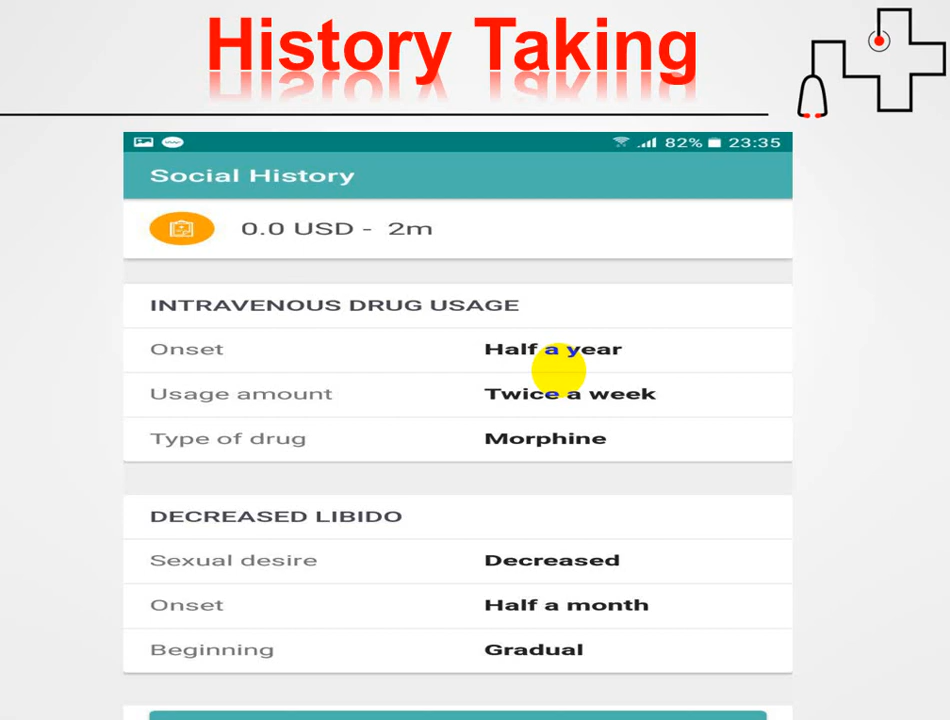 History Taking
82% 23:35
Social History
0.0 USD - 2m
INTRAVENOUS DRUG USAGE
Onset Half a year
Usage amount Twice a week
Type of drug Morphine
DECREASED LIBIDO
Sexual desire Decreased
Onset Half a month
Beginning Gradual